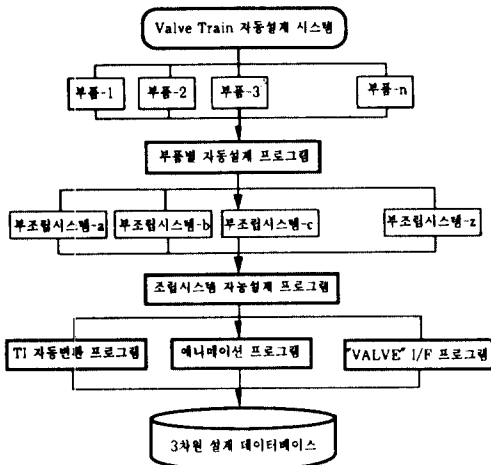 Valve Train 자동설계 시스템
부품-1 부품-2 부품-3 부품-n
부품별 자동설계 프로그램
부조립시스템-a 부조립시스템-b 부조립시스템-c 부조립시스템-z
조립시스템 자동설계 프로그램
TI 자동변환 프로그램 애니메이션 프로그램 "VALVE" I/F 프로그램
3차원 설계 데이터베이스